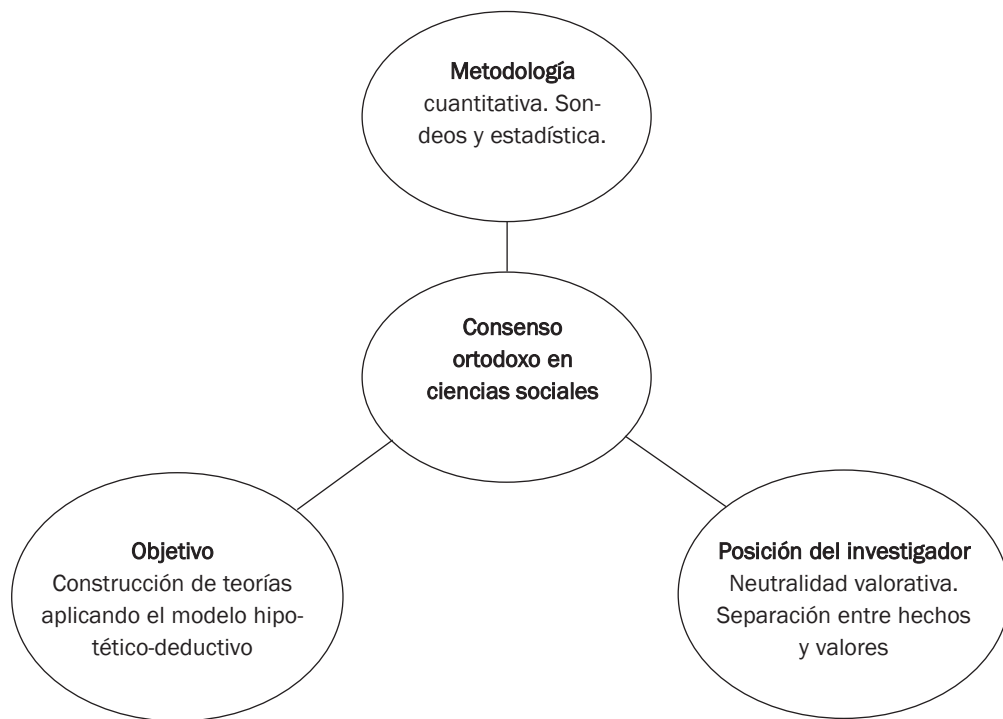 Metodología
cuantitativa. Son-
deos y estadística.
Consenso
ortodoxo en
ciencias sociales
Objetivo
Construcción de teorías
aplicando el modelo hipo-
tético-deductivo
Posición del investigador
Neutralidad valorativa.
Separación entre hechos
y valores